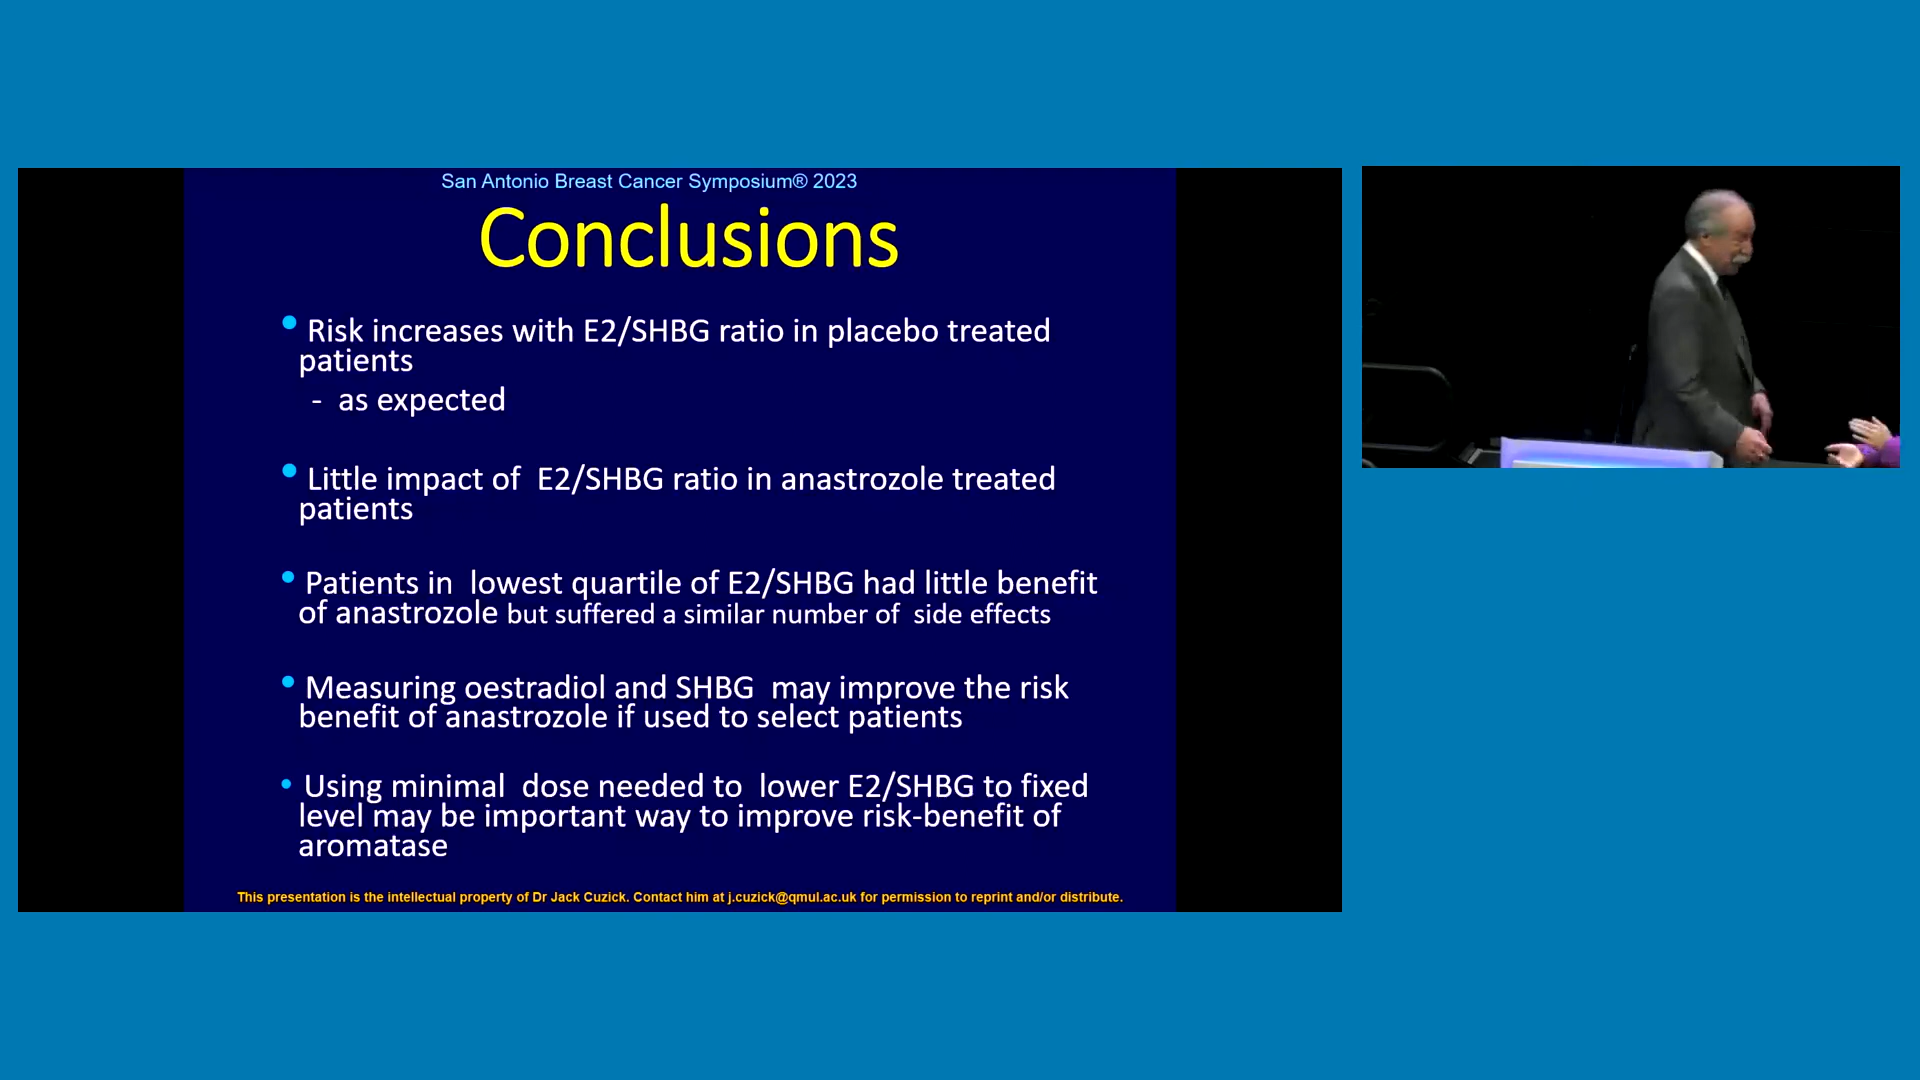 San Antonio Breast Cancer Symposium® 2023
Conclusions
• Risk increases with E2/SHBG ratio in placebo treated
patients
- as expected
• Little impact of E2/SHBG ratio in anastrozole treated
patients
• Patients in lowest quartile of E2/SHBG had little benefit
of anastrozole but suffered a similar number of side effects
• Measuring oestradiol and SHBG may improve the risk
benefit of anastrozole if used to select patients
• Using minimal dose needed to lower E2/SHBG to fixed
level may be important way to improve risk-benefit of
aromatase
This presentation is the intellectual property of Dr Jack Cuzick. Contact him at j.cuzick@qmul.ac.uk for permission to reprint and/or distribute.